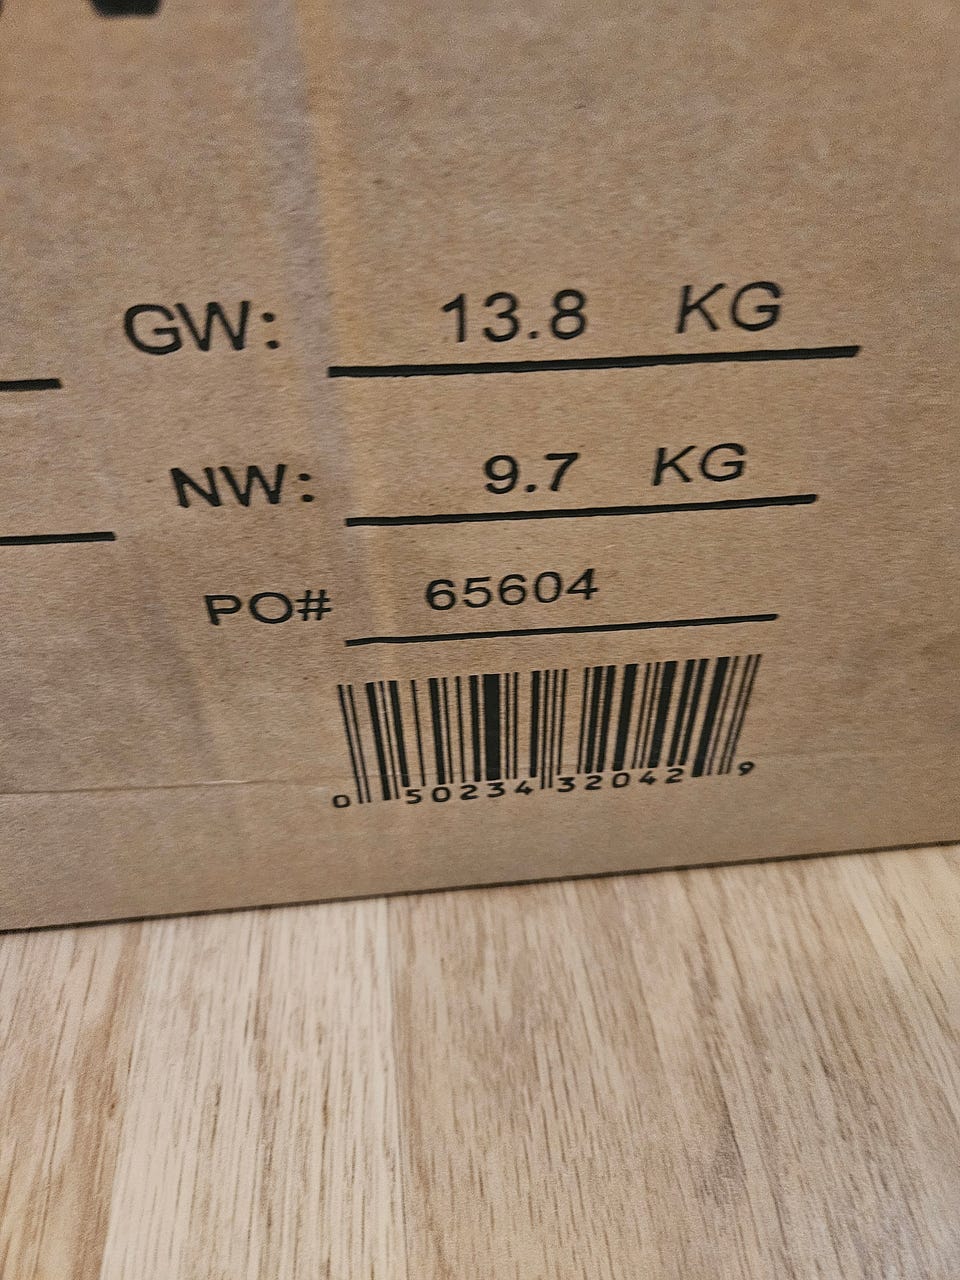 GW: 13.8 KG
NW: 9.7 KG
PO# 65604
0 50234 32042 9